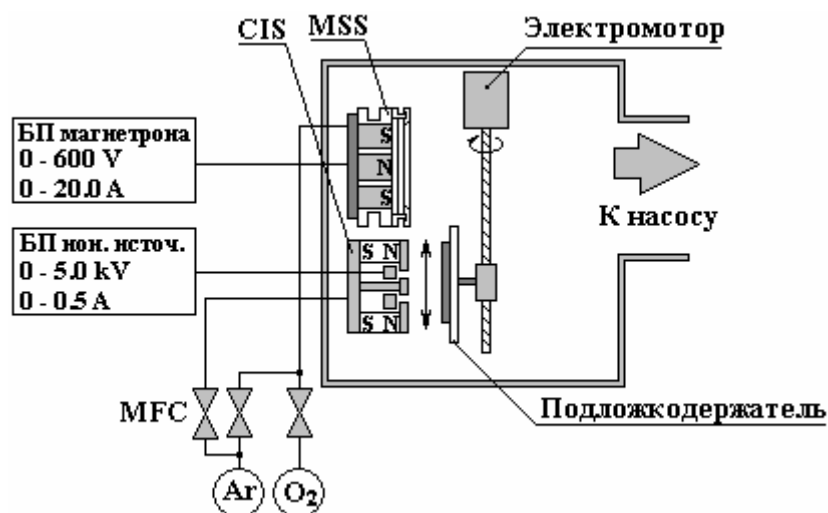 CIS
MSS
Электромотор
БП магнетрона
0 - 600 V
0 - 20.0 A
S
N
S
К насосу
БП ион. источ.
0 - 5.0 kV
0 - 0.5 A
S N
S N
MFC
Подложкодержатель
Ar
O₂